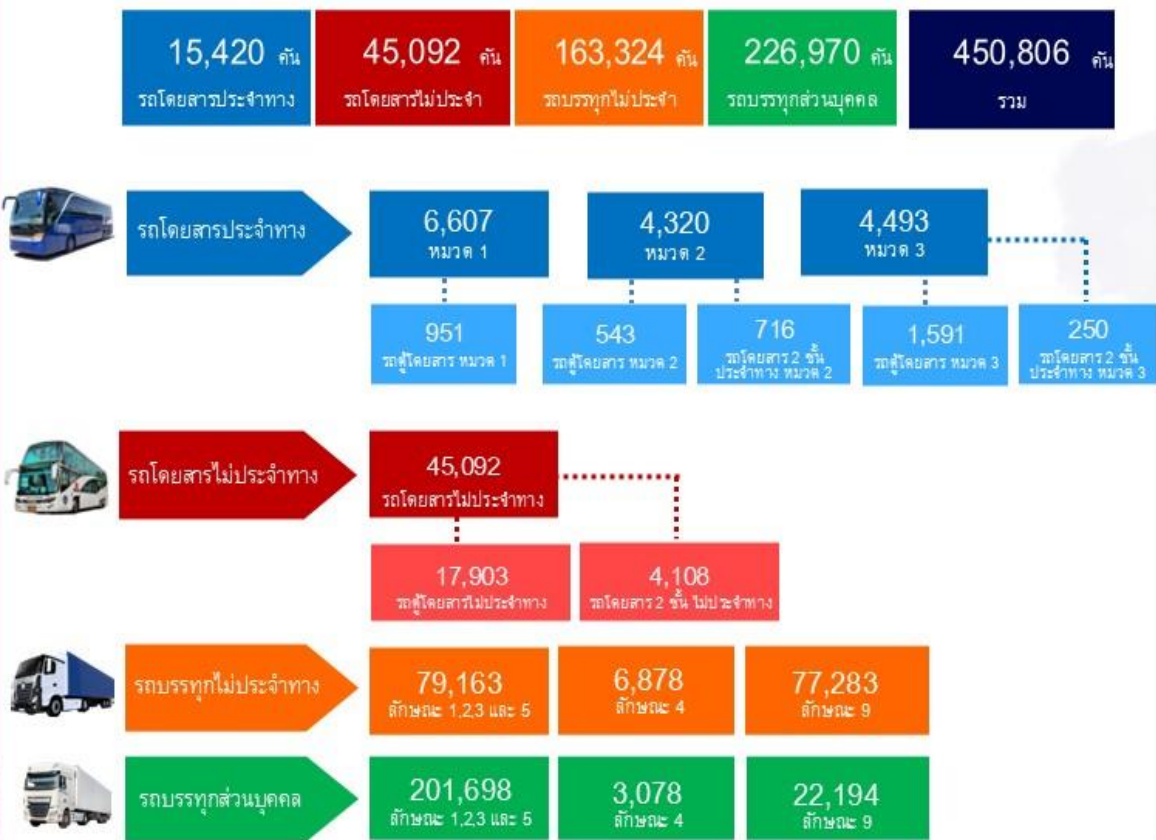 15,420 คัน
รถโดยสารประจำทาง
45,092 คัน
รถโดยสารไม่ประจำ
163,324 คัน
รถบรรทุกไม่ประจำ
226,970 คัน
รถบรรทุกส่วนบุคคล
450,806 คัน
รวม
รถโดยสารประจำทาง
6,607
หมวด 1
4,320
หมวด 2
4,493
หมวด 3
951
รถตู้โดยสาร หมวด 1
543
รถตู้โดยสาร หมวด 2
716
รถโดยสาร 2 ชั้น
ประจำทาง หมวด 2
1,591
รถตู้โดยสาร หมวด 3
250
รถโดยสาร 2 ชั้น
ประจำทาง หมวด 3
รถโดยสารไม่ประจำทาง
45,092
รถโดยสารไม่ประจำทาง
17,903
รถตู้โดยสารไม่ประจำทาง
4,108
รถโดยสาร 2 ชั้น ไม่ประจำทาง
รถบรรทุกไม่ประจำทาง
79,163
ลักษณะ 1,2,3 และ 5
6,878
ลักษณะ 4
77,283
ลักษณะ 9
รถบรรทุกส่วนบุคคล
201,698
ลักษณะ 1,2,3 และ 5
3,078
ลักษณะ 4
22,194
ลักษณะ 9